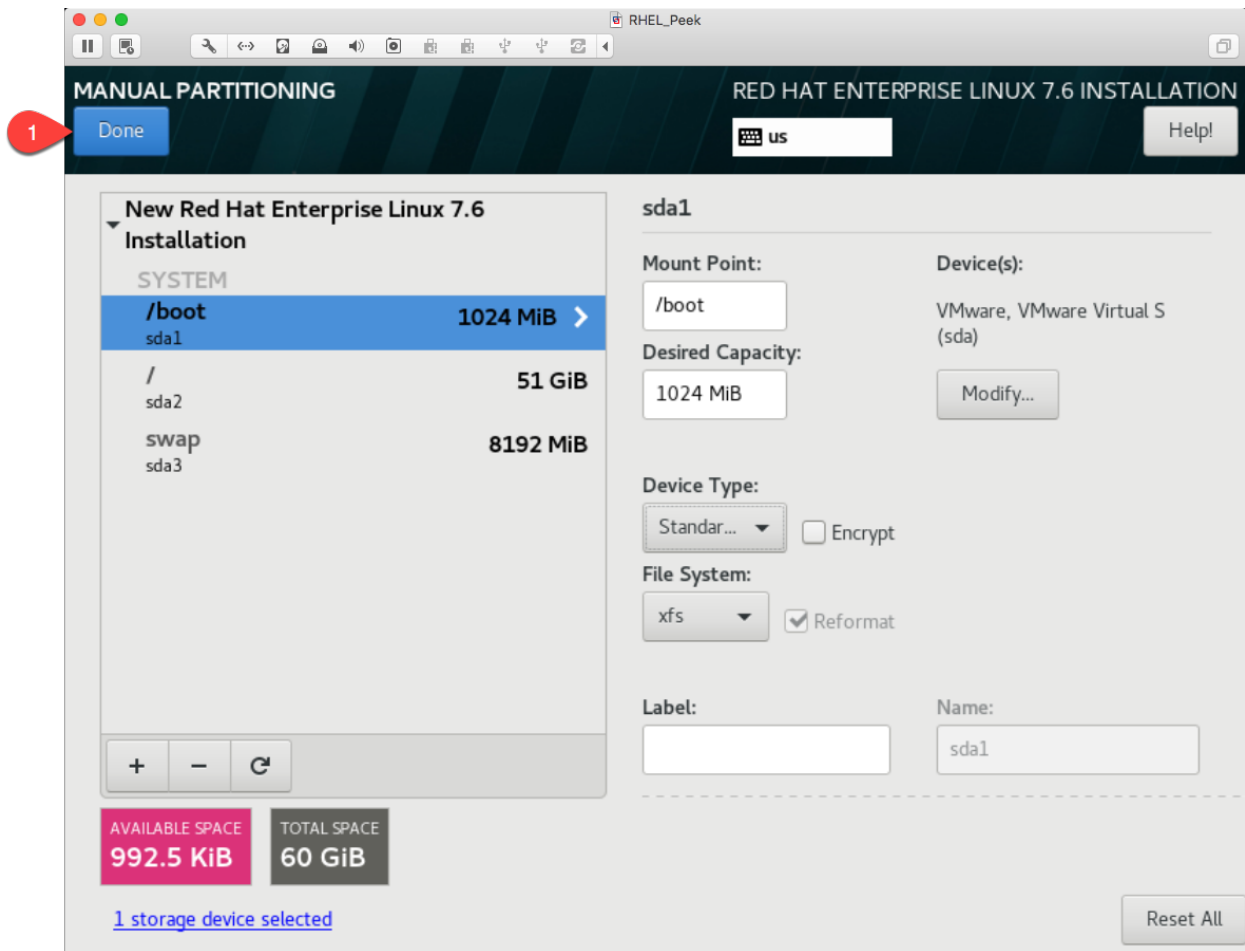 RHEL_Peek
MANUAL PARTITIONING
RED HAT ENTERPRISE LINUX 7.6 INSTALLATION
1
Done
us
Help!
New Red Hat Enterprise Linux 7.6
Installation
SYSTEM
/boot
1024 MiB
sda1
/
51 GiB
sda2
swap
8192 MiB
sda3
+
−
AVAILABLE SPACE
992.5 KiB
TOTAL SPACE
60 GiB
1 storage device selected
sda1
Mount Point:
/boot
Desired Capacity:
1024 MiB
Device(s):
VMware, VMware Virtual S
(sda)
Modify...
Device Type:
Standar...
Encrypt
File System:
xfs
Reformat
Label:
Name:
sda1
Reset All